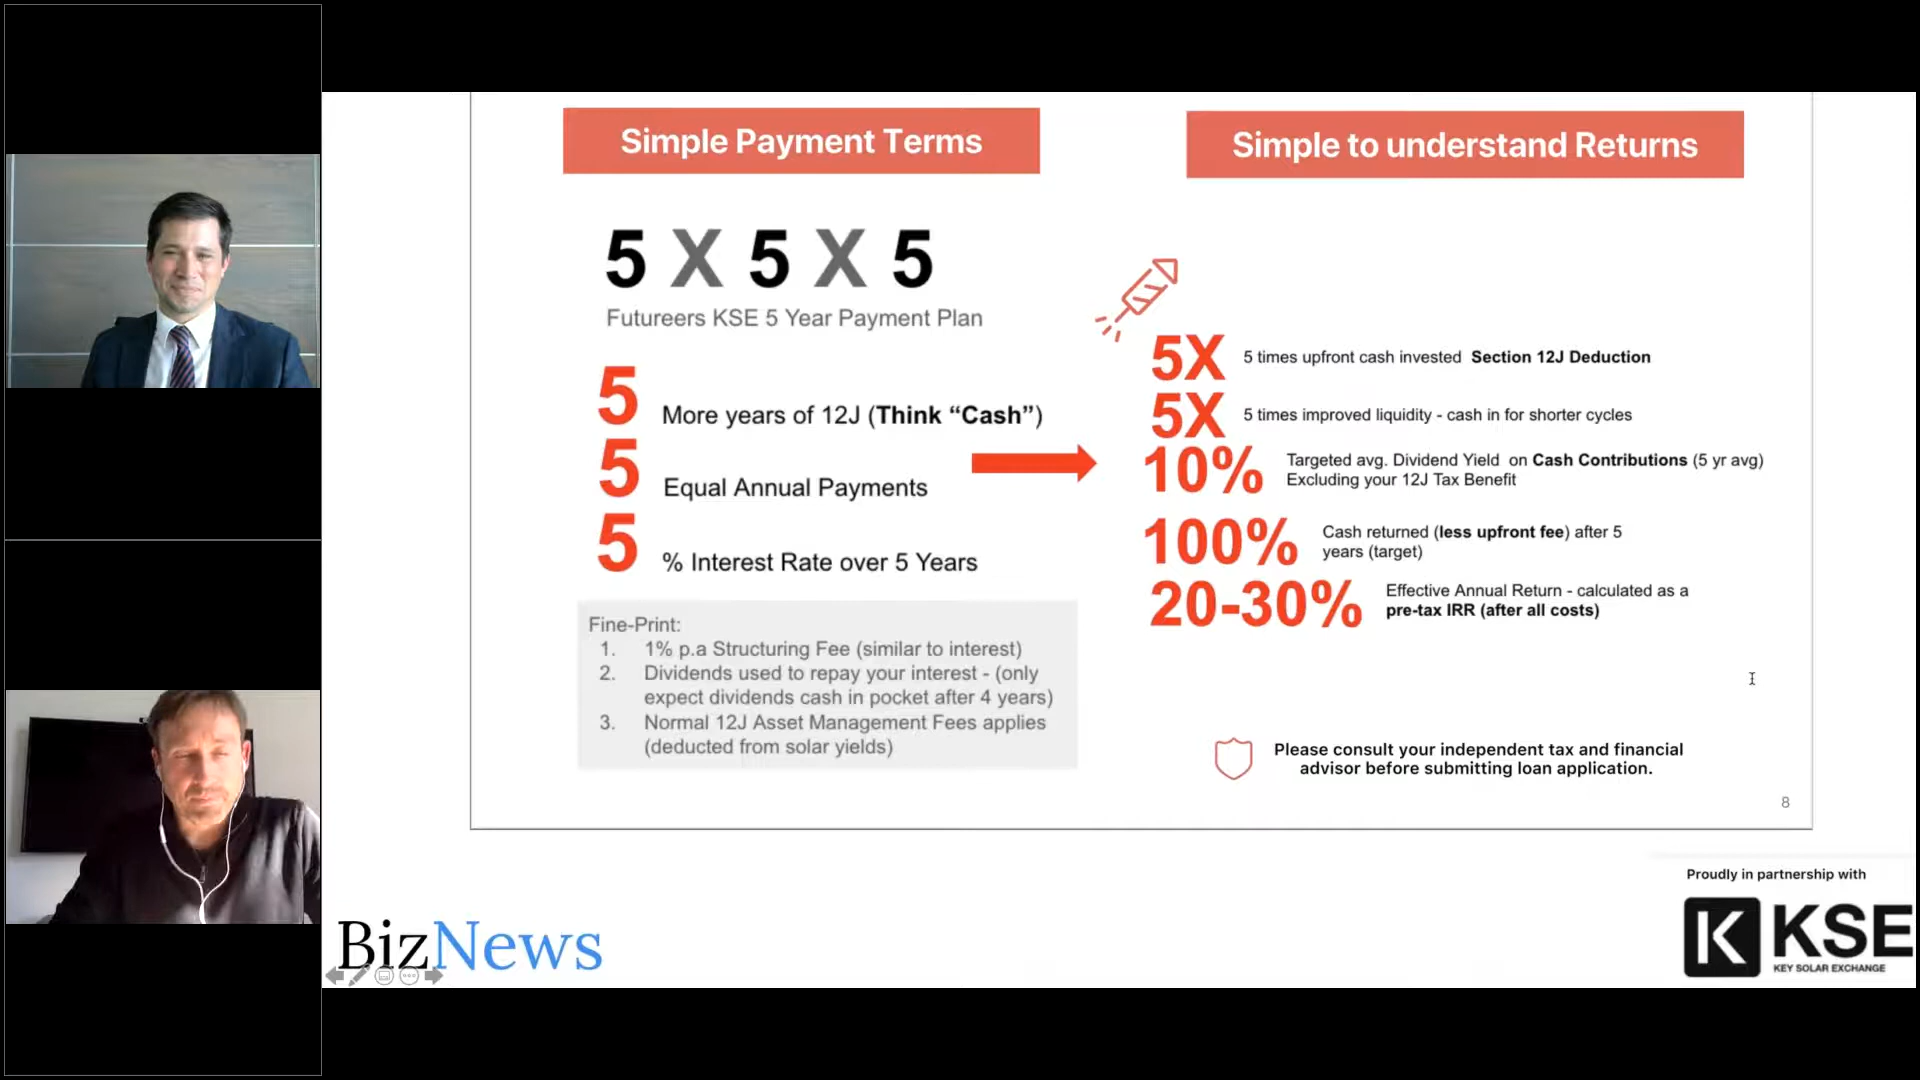 Simple Payment Terms
5 X 5 X 5
Futureers KSE 5 Year Payment Plan
5 More years of 12J (Think “Cash”)
5 Equal Annual Payments
5 % Interest Rate over 5 Years
Fine-Print:
1. 1% p.a Structuring Fee (similar to interest)
2. Dividends used to repay your interest - (only
expect dividends cash in pocket after 4 years)
3. Normal 12J Asset Management Fees applies
(deducted from solar yields)
Simple to understand Returns
5X 5 times upfront cash invested Section 12J Deduction
5X 5 times improved liquidity - cash in for shorter cycles
10% Targeted avg. Dividend Yield on Cash Contributions (5 yr avg)
Excluding your 12J Tax Benefit
100% Cash returned (less upfront fee) after 5
years (target)
20-30% Effective Annual Return - calculated as a
pre-tax IRR (after all costs)
Please consult your independent tax and financial
advisor before submitting loan application.
8
BizNews
Proudly in partnership with
K KSE
KEY SOLAR EXCHANGE